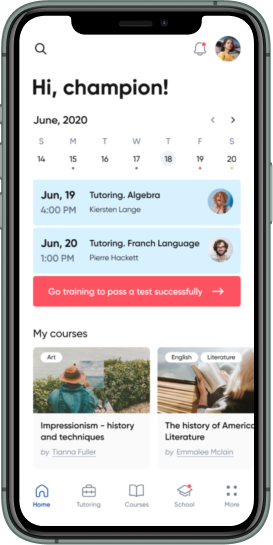 Hi, champion!
June, 2020
S M T W T F S
14 15 16 17 18 19 20
Jun, 19 Tutoring. Algebra
4:00 PM Kiersten Lange
Jun, 20 Tutoring. Franch Language
1:00 PM Pierre Hackett
Go training to pass a test successfully
My courses
Art
Impressionism - history
and techniques
by Tianna Fuller
English Literature
The history of America
Literature
by Emmalee Mclain
Home Tutoring Courses School More